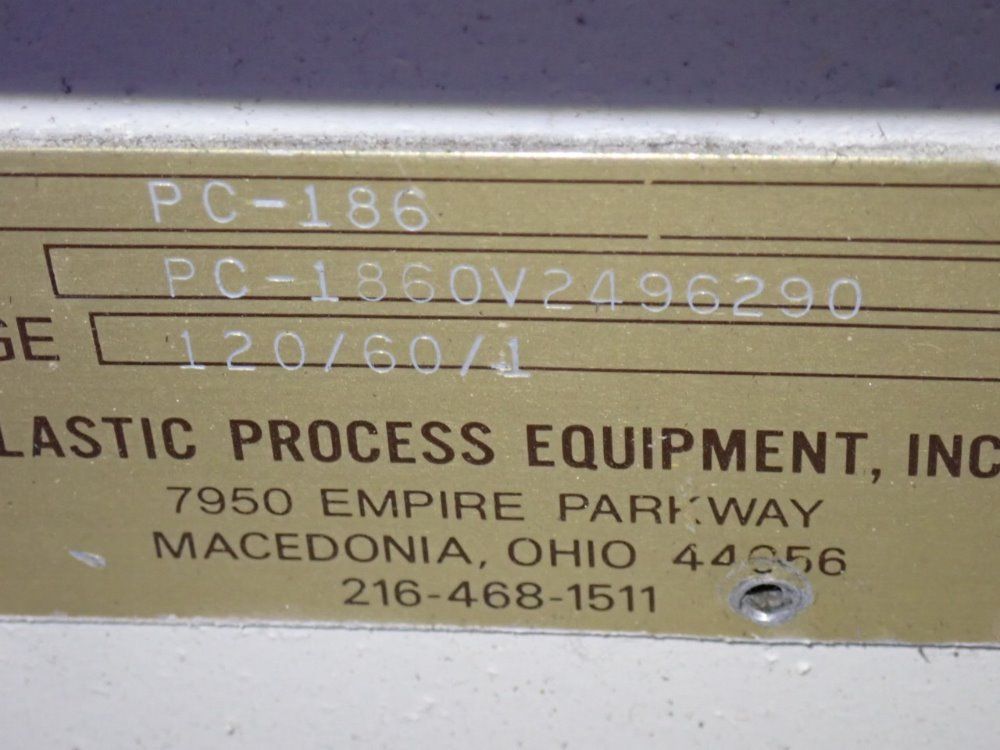 PC-186
PC-1860V2496290
GE 120/60/1
LASTIC PROCESS EQUIPMENT, INC
7950 EMPIRE PARKWAY
MACEDONIA, OHIO 44056
216-468-1511